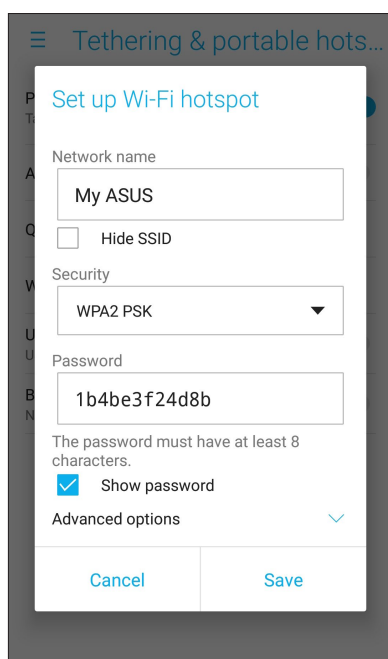 Tethering & portable hots...
Set up Wi-Fi hotspot
Network name
My ASUS
Hide SSID
Security
WPA2 PSK
Password
1b4be3f24d8b
The password must have at least 8
characters.
Show password
Advanced options
Cancel
Save